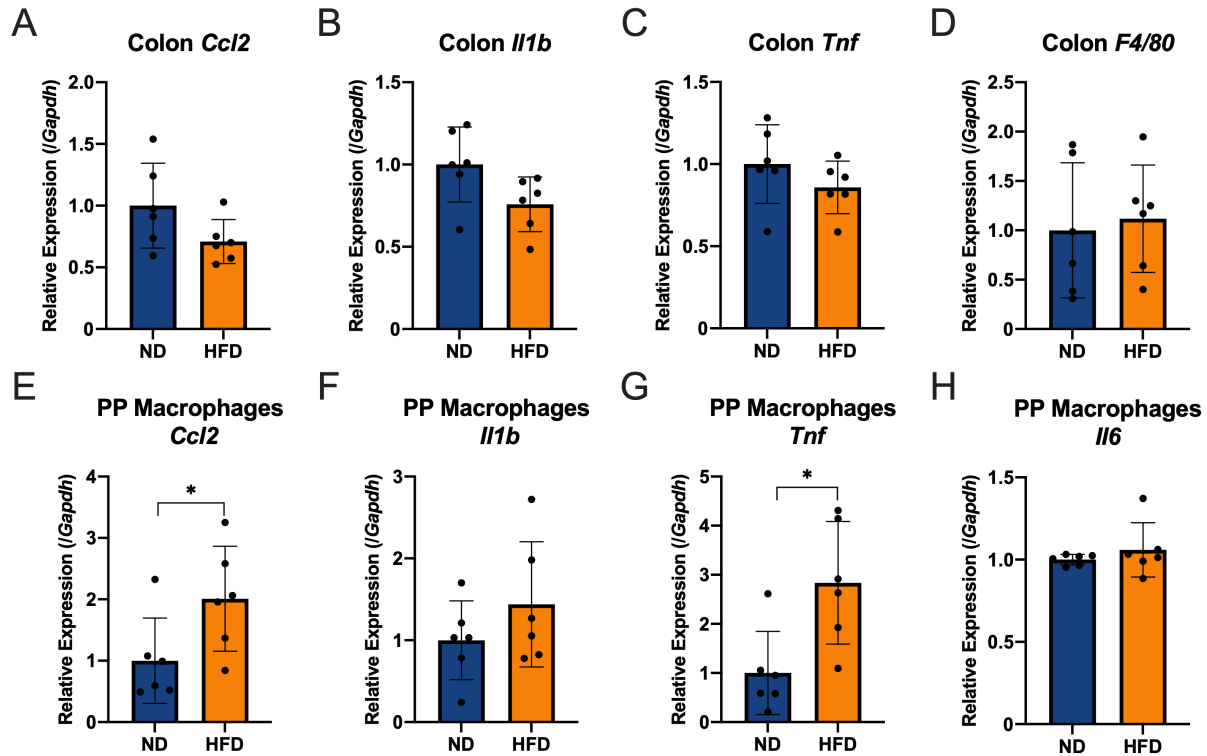 A
Colon Ccl2
Relative Expression (/Gapdh)
2.0
1.5
1.0
0.5
0
ND HFD
B
Colon Il1b
Relative Expression (/Gapdh)
1.5
1.0
0.5
0
ND HFD
C
Colon Tnf
Relative Expression (/Gapdh)
1.5
1.0
0.5
0
ND HFD
D
Colon F4/80
Relative Expression (/Gapdh)
2.5
2.0
1.5
1.0
0.5
0
ND HFD
E
PP Macrophages
Ccl2
Relative Expression (/Gapdh)
4
3
2
1
0
*
ND HFD
F
PP Macrophages
Il1b
Relative Expression (/Gapdh)
3
2
1
0
ND HFD
G
PP Macrophages
Tnf
Relative Expression (/Gapdh)
5
4
3
2
1
0
*
ND HFD
H
PP Macrophages
Il6
Relative Expression (/Gapdh)
1.5
1.0
0.5
0
ND HFD